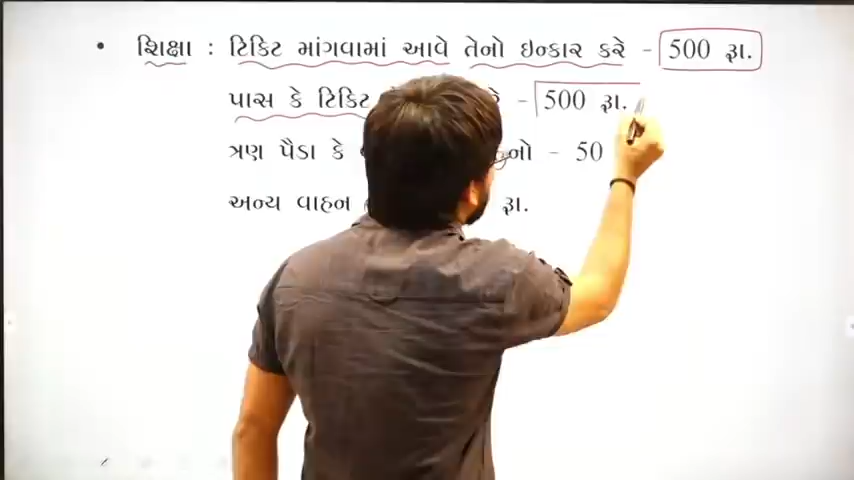 • શિક્ષા : ટિકિટ માંગવામાં આવે તેનો ઇન્કાર કરે - 500 રૂા.
પાસ કે ટિકિટ - 500 રૂા.
ત્રણ પૈડા કે - 50
અન્ય વાહન રૂા.